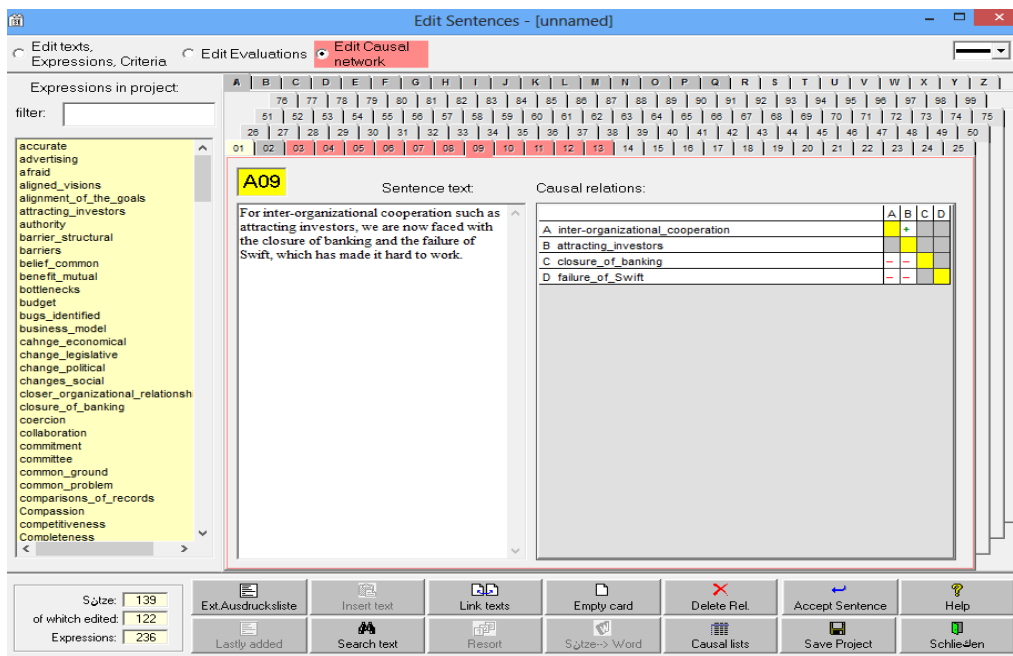 Edit Sentences - [unnamed]
Edit texts, Expressions, Criteria
Edit Evaluations
Edit Causal network
Expressions in project:
filter:
accurate
advertising
afraid
aligned_visions
alignment_of_the_goals
attracting_investors
authority
barrier_structural
barriers
belief_common
benefit_mutual
bottlenecks
budget
bugs_identified
business_model
cahnge_economical
change_legislative
change_political
changes_social
closer_organizational_relationsh
closure_of_banking
coercion
collaboration
commitment
committee
common_ground
common_problem
comparisons_of_records
Compassion
competitiveness
Completeness
A B C D E F G H I J K L M N O P Q R S T U V W X Y Z
76 77 78 79 80 81 82 83 84 85 86 87 88 89 90 91 92 93 94 95 96 97 98 99
51 52 53 54 55 56 57 58 59 60 61 62 63 64 65 66 67 68 69 70 71 72 73 74 75
26 27 28 29 30 31 32 33 34 35 36 37 38 39 40 41 42 43 44 45 46 47 48 49 50
01 02 03 04 05 06 07 08 09 10 11 12 13 14 15 16 17 18 19 20 21 22 23 24 25
A09
Sentence text:
For inter-organizational cooperation such as
attracting investors, we are now faced with
the closure of banking and the failure of
Swift, which has made it hard to work.
Causal relations:
A B C D
A inter-organizational_cooperation +
B attracting_investors
C closure_of_banking − −
D failure_of_Swift − −
139
of whitch edited: 122
Expressions: 236
Ext.Ausdrucksliste
Insert text
Link texts
Empty card
Delete Rel.
Accept Sentence
Help
Lastly added
Search text
Resort
Word
Causal lists
Save Project